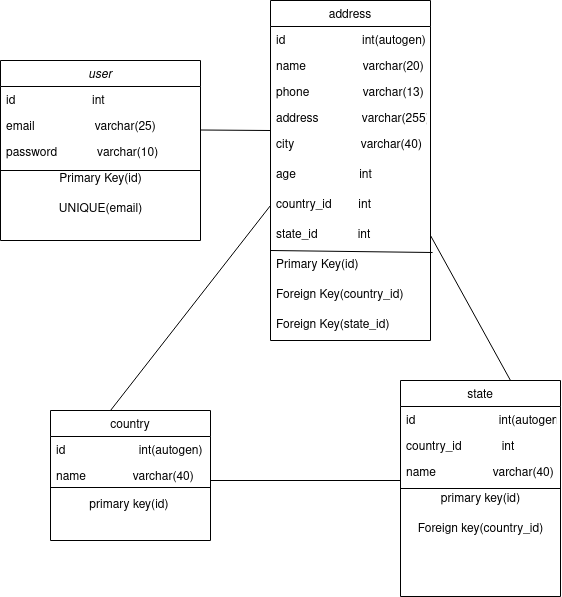 address
id int(autogen)
name varchar(20)
phone varchar(13)
address varchar(255
city varchar(40)
age int
country_id int
state_id int
Primary Key(id)
Foreign Key(country_id)
Foreign Key(state_id)
user
id int
email varchar(25)
password varchar(10)
Primary Key(id)
UNIQUE(email)
country
id int(autogen)
name varchar(40)
primary key(id)
state
id int(autoger
country_id int
name varchar(40)
primary key(id)
Foreign key(country_id)